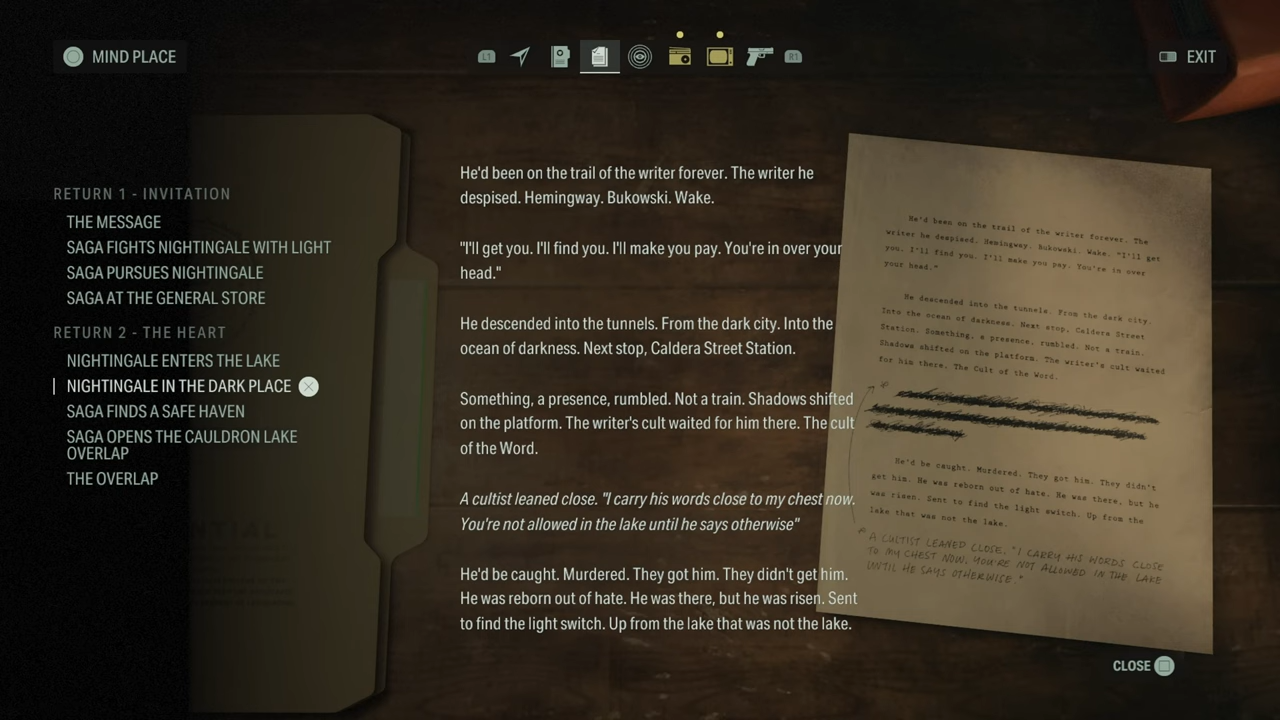 MIND PLACE
L1
R1
EXIT
RETURN 1 - INVITATION
THE MESSAGE
SAGA FIGHTS NIGHTINGALE WITH LIGHT
SAGA PURSUES NIGHTINGALE
SAGA AT THE GENERAL STORE
RETURN 2 - THE HEART
NIGHTINGALE ENTERS THE LAKE
NIGHTINGALE IN THE DARK PLACE
SAGA FINDS A SAFE HAVEN
SAGA OPENS THE CAULDRON LAKE
OVERLAP
THE OVERLAP
He'd been on the trail of the writer forever. The writer he
despised. Hemingway. Bukowski. Wake.
"I'll get you. I'll find you. I'll make you pay. You're in over your
head."
He descended into the tunnels. From the dark city. Into the
ocean of darkness. Next stop, Caldera Street Station.
Something, a presence, rumbled. Not a train. Shadows shifted
on the platform. The writer's cult waited for him there. The cult
of the Word.
A cultist leaned close. "I carry his words close to my chest now.
You're not allowed in the lake until he says otherwise"
He'd be caught. Murdered. They got him. They didn't get him.
He was reborn out of hate. He was there, but he was risen. Sent
to find the light switch. Up from the lake that was not the lake.
He'd been on the trail of the writer forever. The
writer he despised. Hemingway. Bukowski. Wake. "I'll get
you. I'll find you. I'll make you pay. You're in over
your head."
He descended into the tunnels. From the dark city.
Into the ocean of darkness. Next stop, Caldera Street
Station. Something, a presence, rumbled. Not a train.
Shadows shifted on the platform. The writer's cult waited
for him there. The Cult of the Word.
He'd be caught. Murdered. They got him. They didn't
get him. He was reborn out of hate. He was there, but he
was risen. Sent to find the light switch. Up from the
lake that was not the lake.
A CULTIST LEANED CLOSE. "I CARRY HIS WORDS CLOSE
TO MY CHEST NOW. YOU'RE NOT ALLOWED IN THE LAKE
UNTIL HE SAYS OTHERWISE."
CLOSE